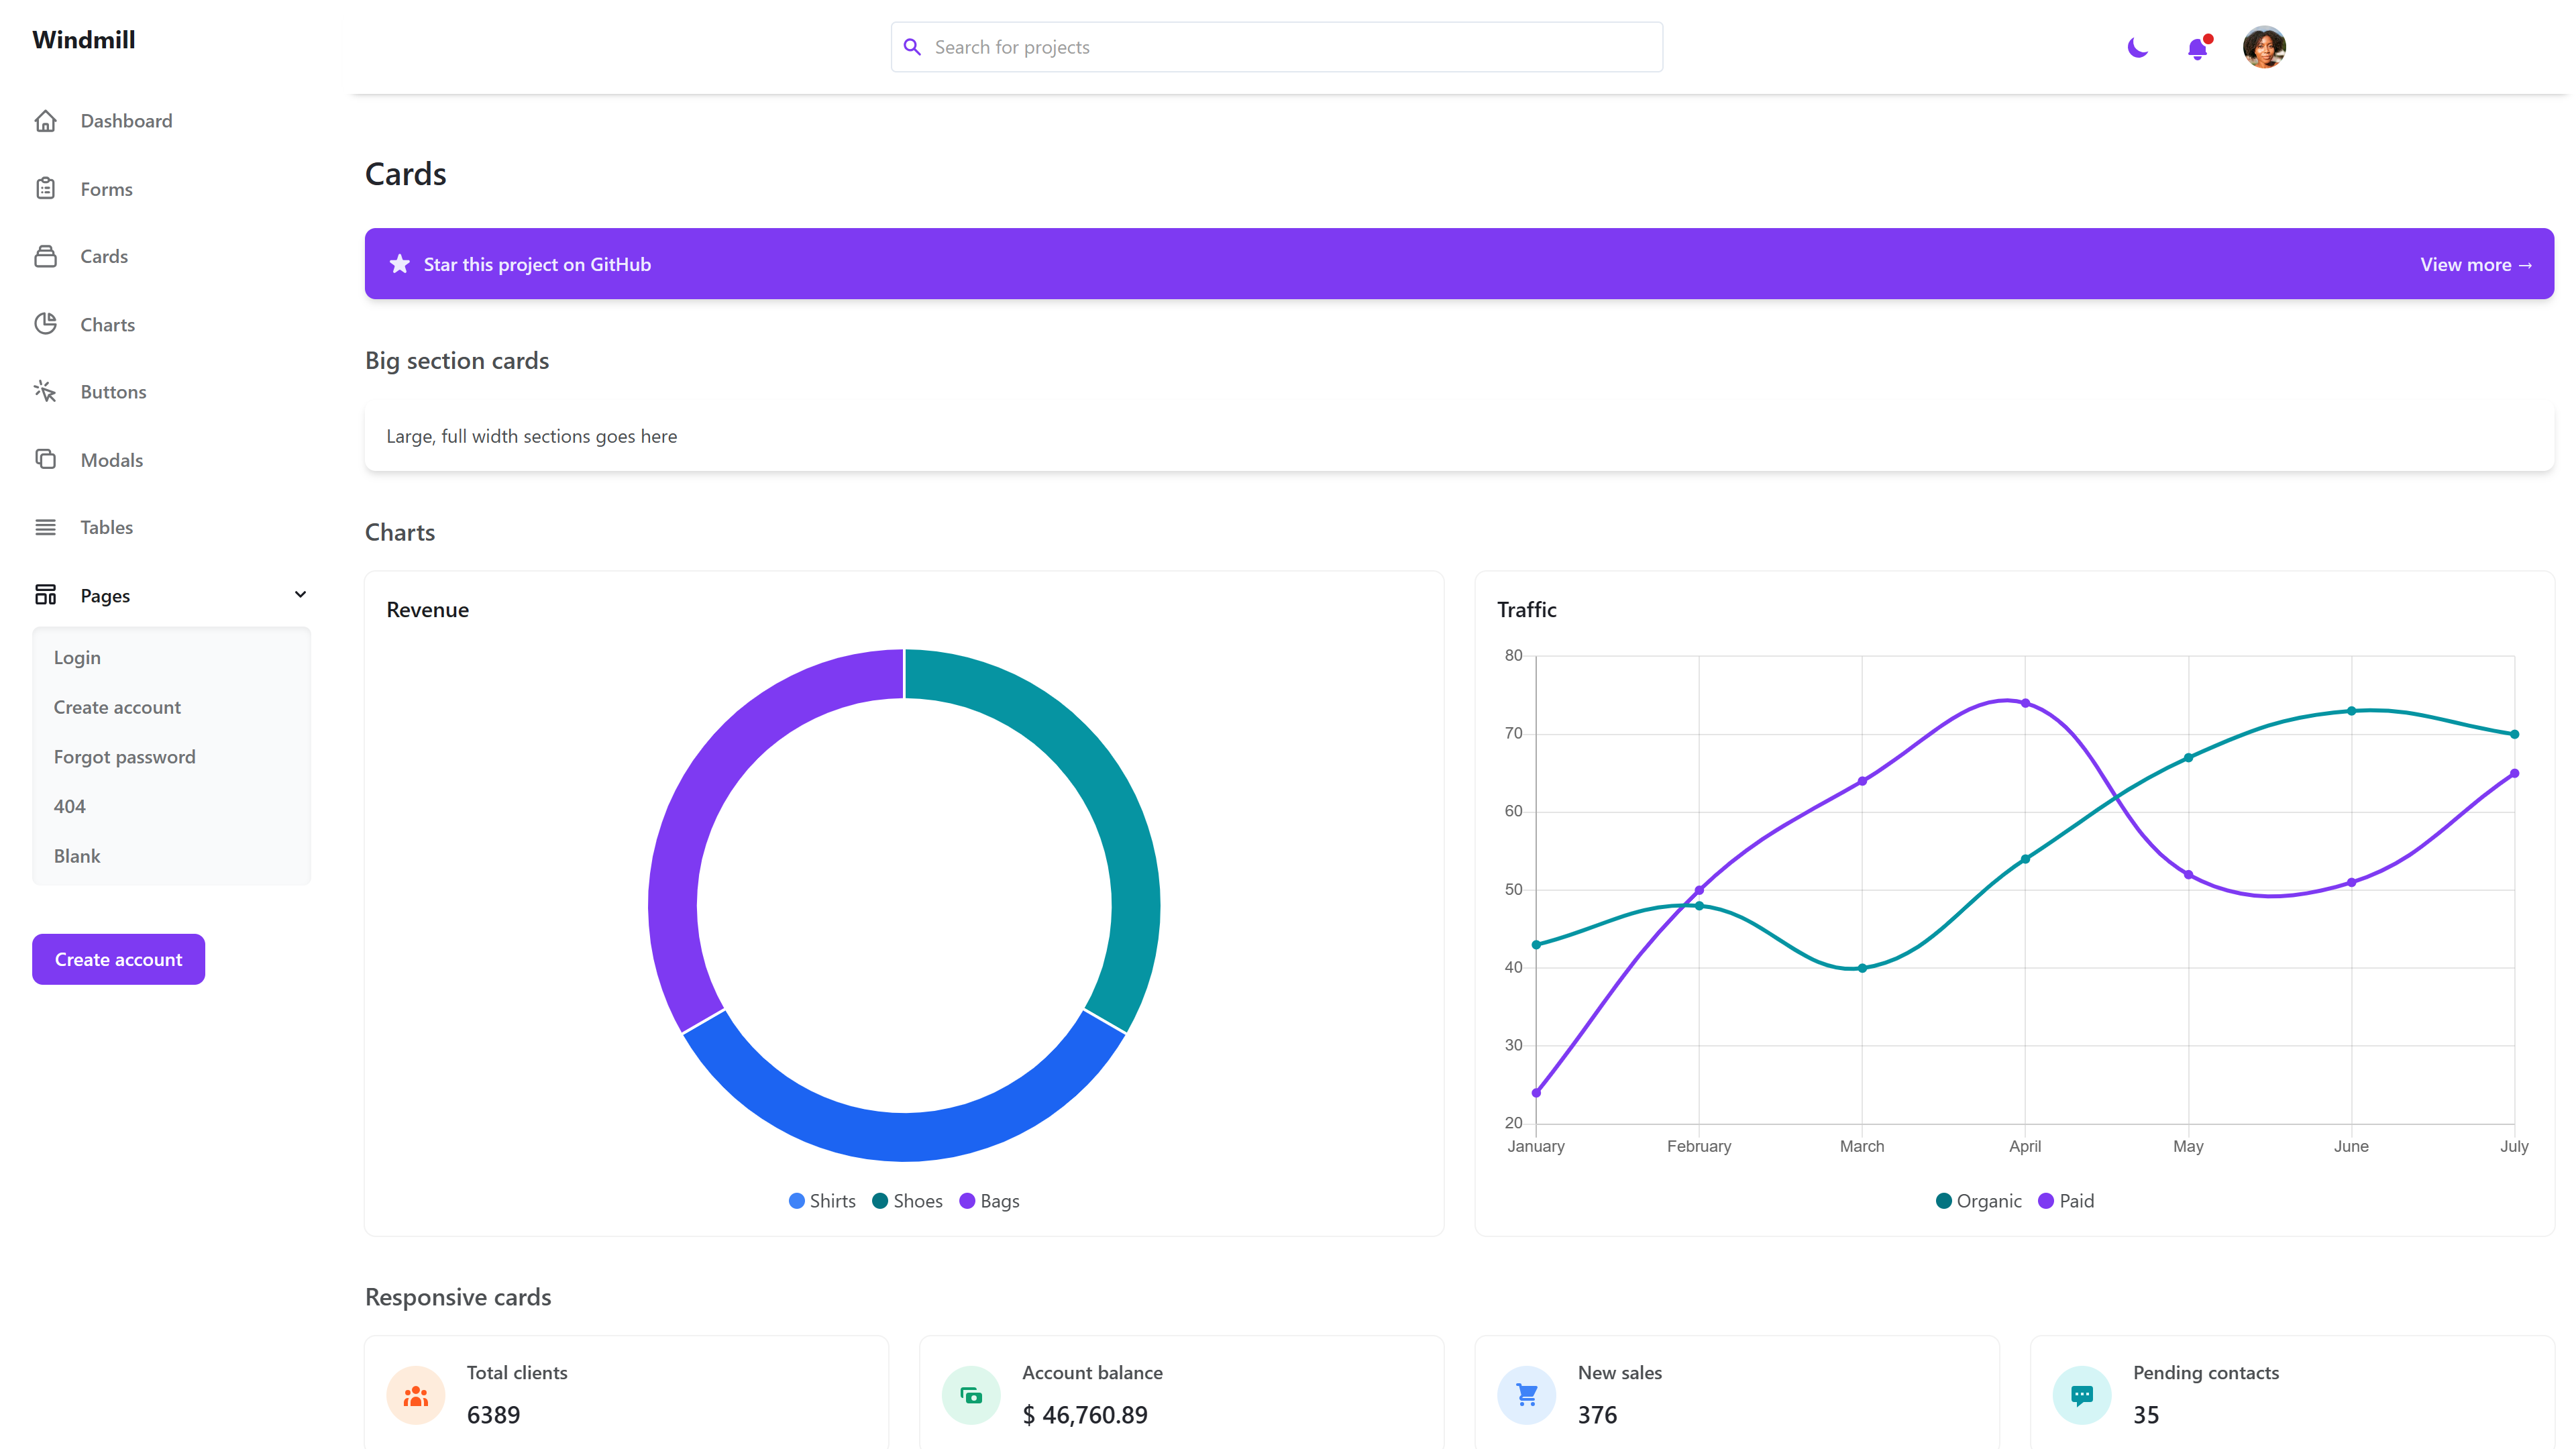 Windmill
Search for projects
Dashboard
Forms
Cards
Charts
Buttons
Modals
Tables
Pages
Login
Create account
Forgot password
404
Blank
Create account
Cards
Star this project on GitHub
View more →
Big section cards
Large, full width sections goes here
Charts
Revenue
Shirts Shoes Bags
Traffic
80
70
60
50
40
30
20
January February March April May June July
Organic Paid
Responsive cards
Total clients
6389
Account balance
$ 46,760.89
New sales
376
Pending contacts
35